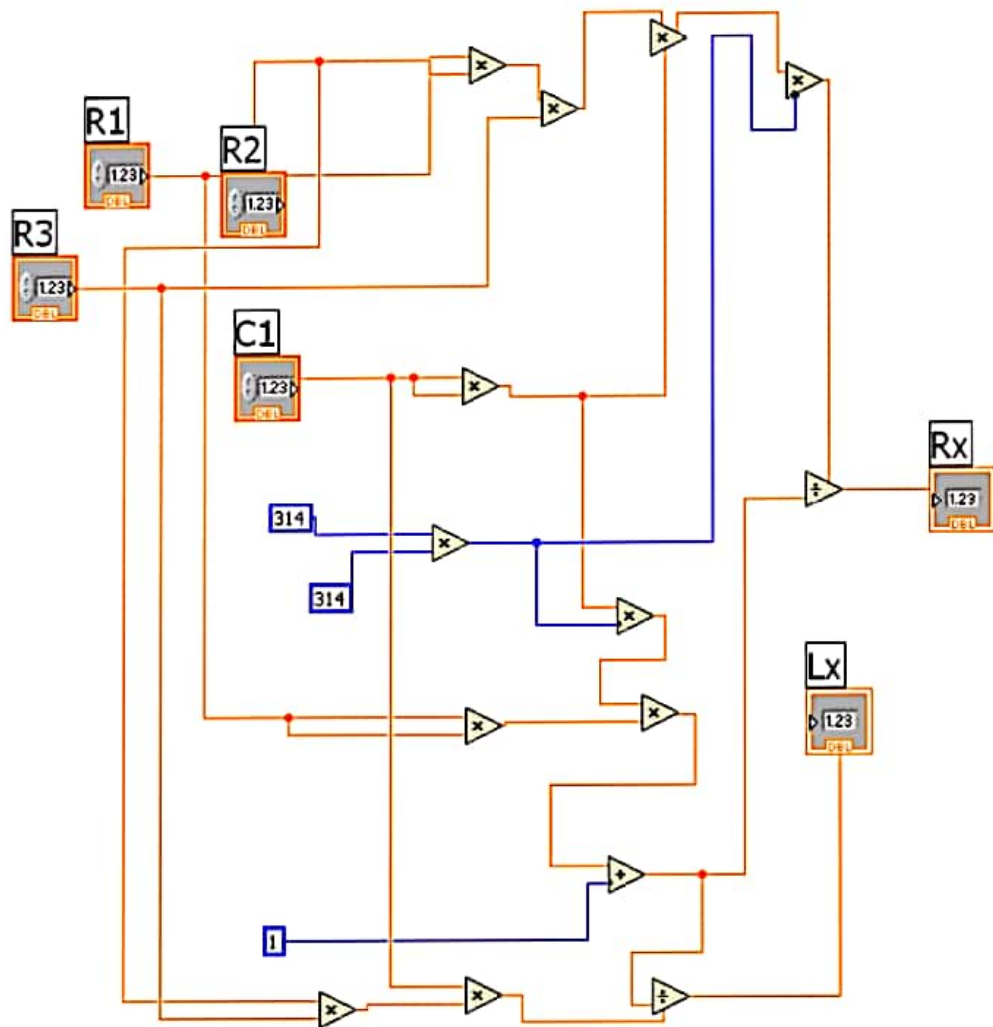 R1
1.23
DBL
R2
1.23
DBL
R3
1.23
DBL
C1
1.23
DBL
314
314
Rx
1.23
DBL
Lx
1.23
DBL
1
×
×
×
×
×
×
×
×
×
×
+
÷
÷